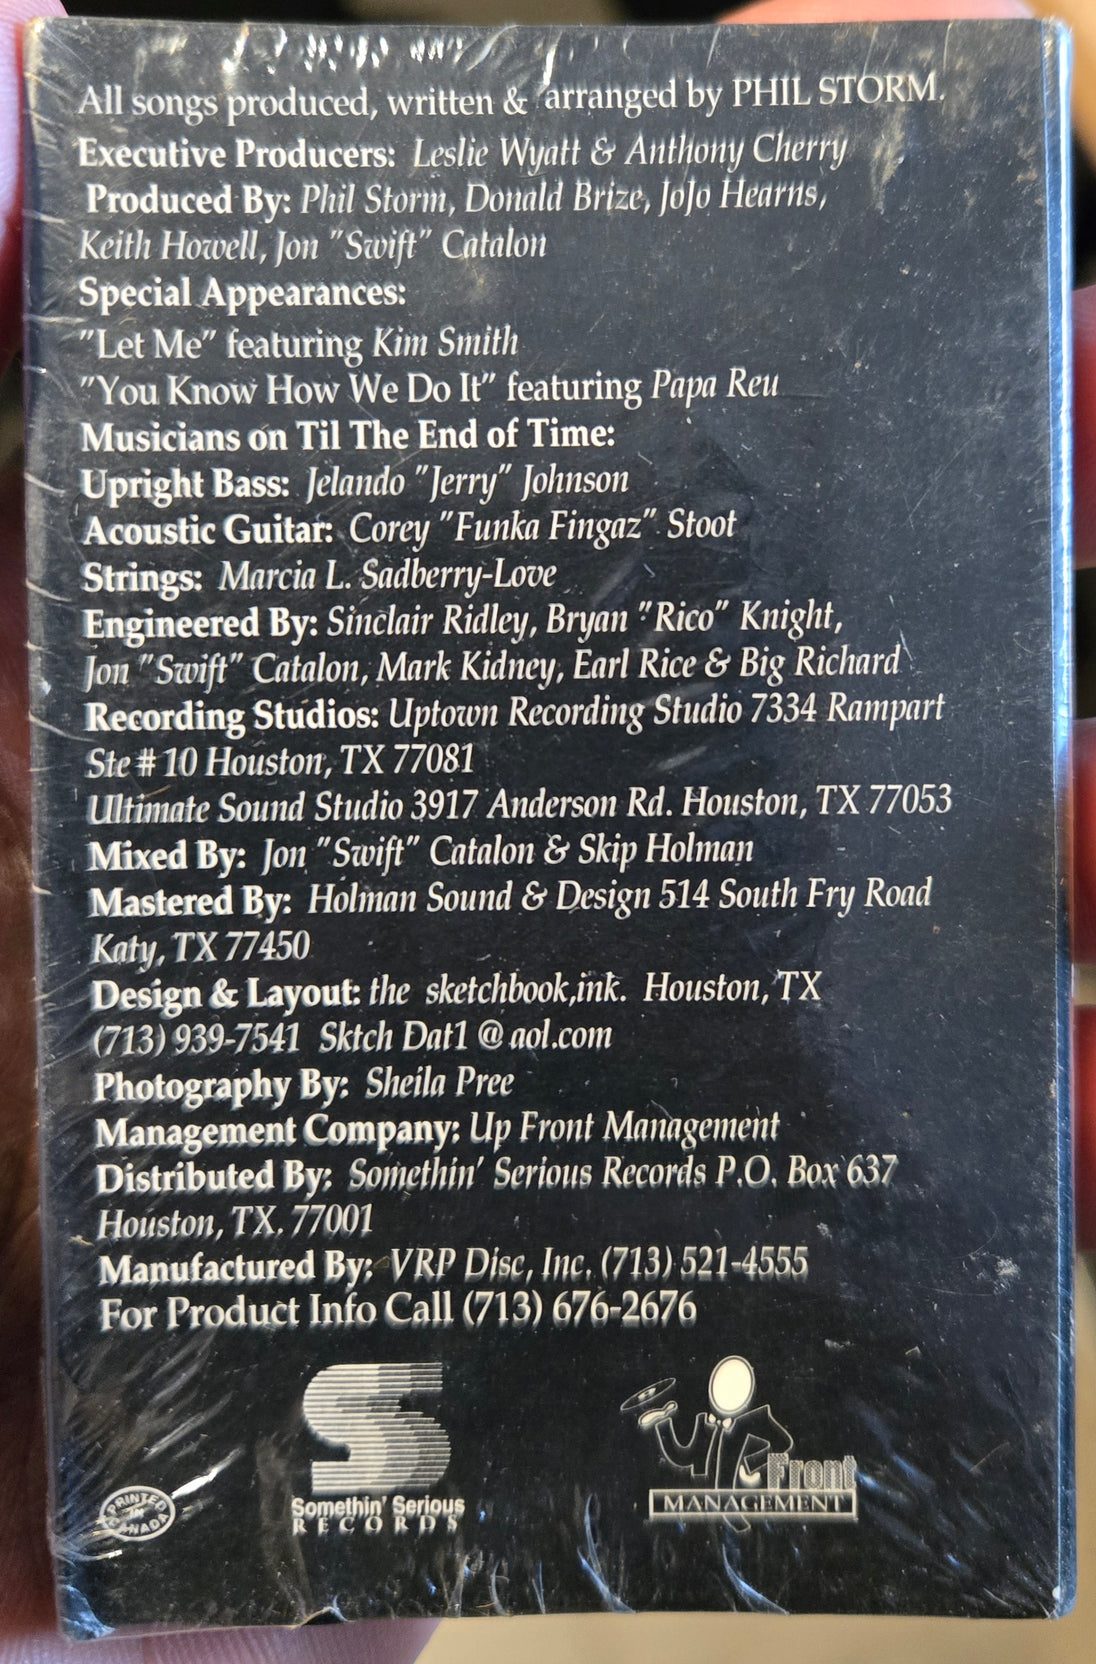 All songs produced, written & arranged by PHIL STORM.
Executive Producers: Leslie Wyatt & Anthony Cherry
Produced By: Phil Storm, Donald Brize, JoJo Hearns,
Keith Howell, Jon "Swift" Catalon
Special Appearances:
"Let Me" featuring Kim Smith
"You Know How We Do It" featuring Papa Reu
Musicians on Til The End of Time:
Upright Bass: Jelando "Jerry" Johnson
Acoustic Guitar: Corey "Funka Fingaz" Stoot
Strings: Marcia L. Sadberry-Love
Engineered By: Sinclair Ridley, Bryan "Rico" Knight,
Jon "Swift" Catalon, Mark Kidney, Earl Rice & Big Richard
Recording Studios: Uptown Recording Studio 7334 Rampart
Ste # 10 Houston, TX 77081
Ultimate Sound Studio 3917 Anderson Rd. Houston, TX 77053
Mixed By: Jon "Swift" Catalon & Skip Holman
Mastered By: Holman Sound & Design 514 South Fry Road
Katy, TX 77450
Design & Layout: the sketchbook,ink. Houston, TX
(713) 939-7541 Sktch Dat1 @ aol.com
Photography By: Sheila Pree
Management Company: Up Front Management
Distributed By: Somethin' Serious Records P.O. Box 637
Houston, TX. 77001
Manufactured By: VRP Disc, Inc. (713) 521-4555
For Product Info Call (713) 676-2676
PRINTED IN CANADA
Somethin' Serious
RECORDS
UP Front
MANAGEMENT